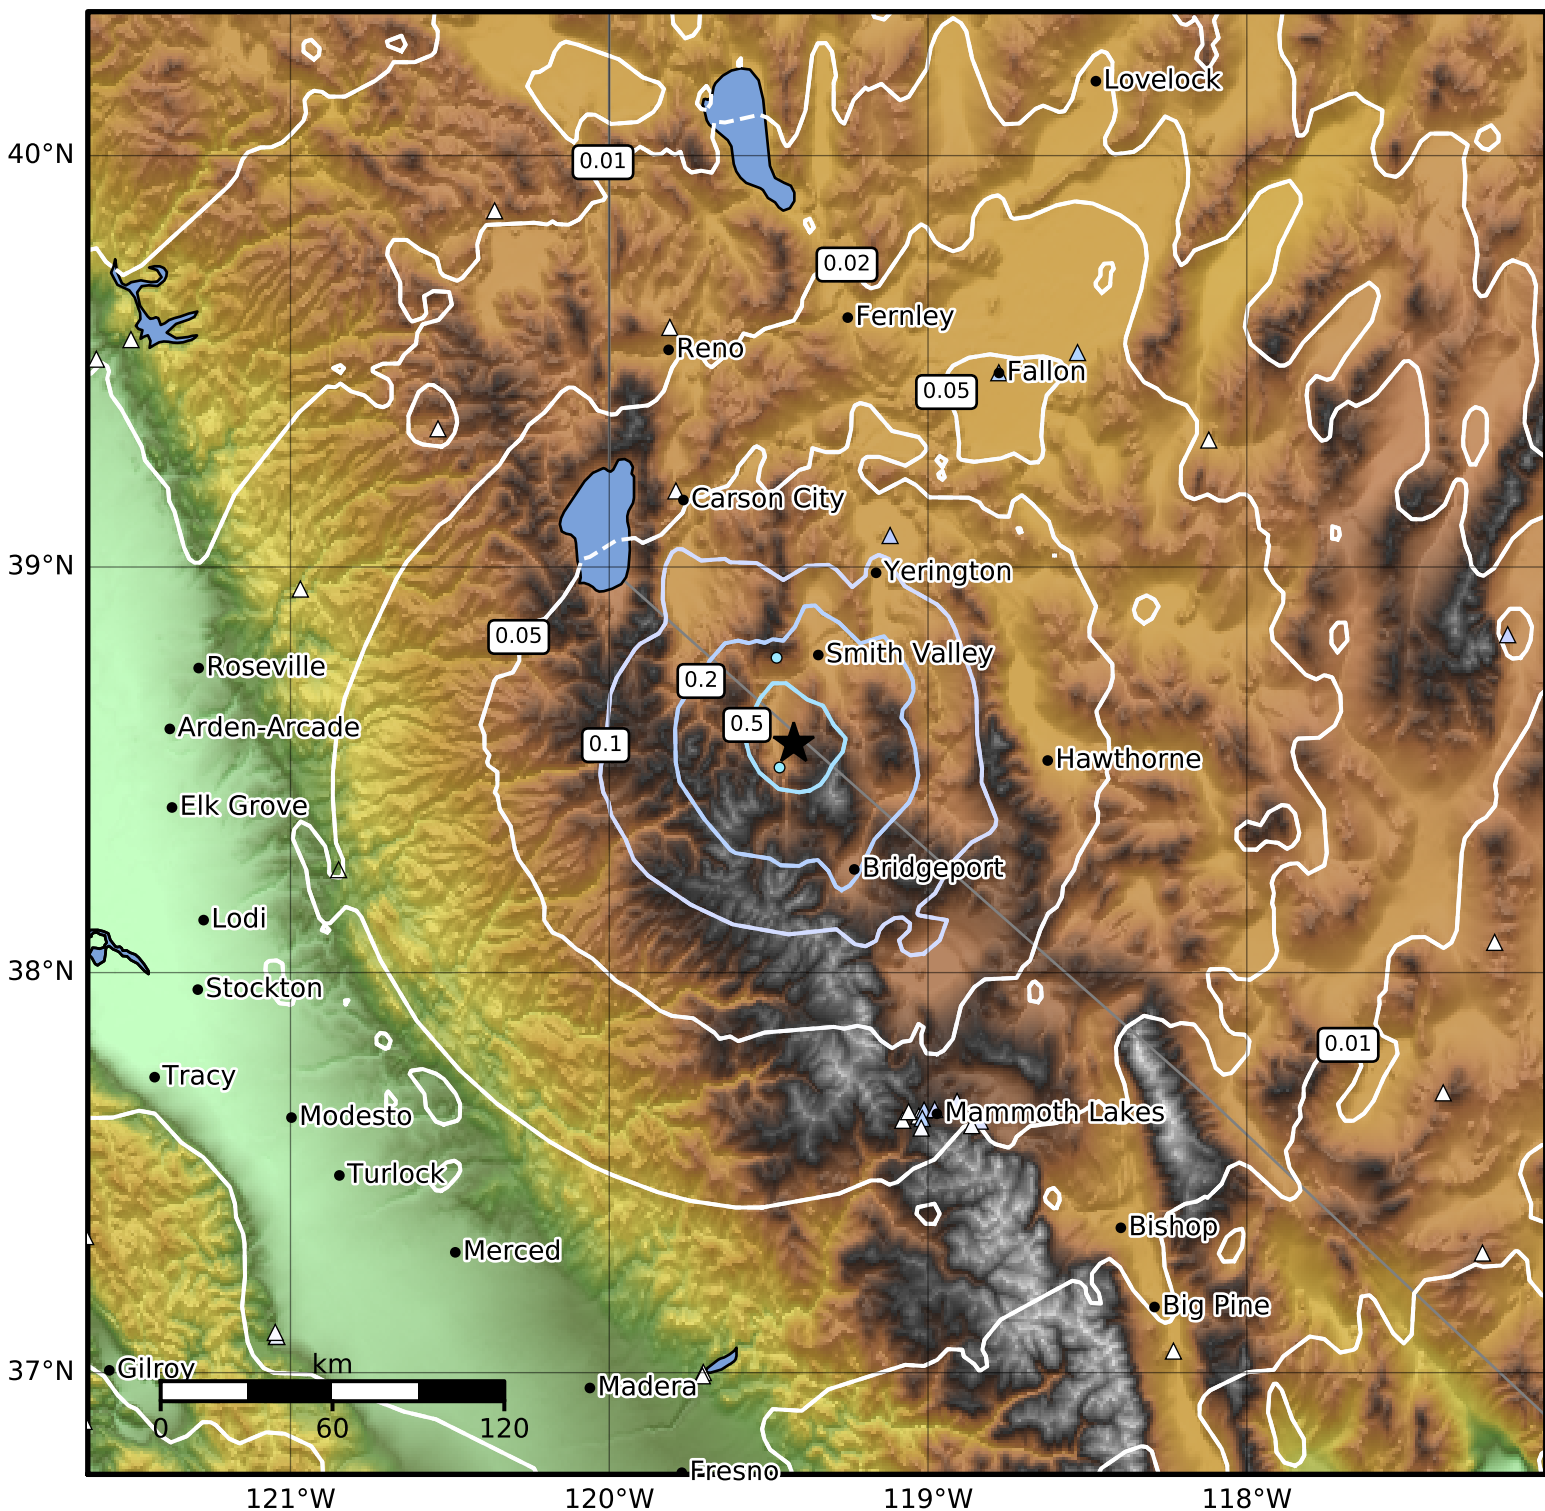 Lovelock
40°N
0.01
0.02
Fernley
Reno
Fallon
0.05
Carson City
39°N
Yerington
0.05
Smith Valley
Roseville
0.2
Arden-Arcade
0.5
0.1
Hawthorne
Elk Grove
Bridgeport
Lodi
38°N
Stockton
0.01
Tracy
Modesto
Mammoth Lakes
Turlock
Bishop
Merced
Big Pine
37°N
Gilroy
km
Madera
0 60 120
Fresno
121°W 120°W 119°W 118°W